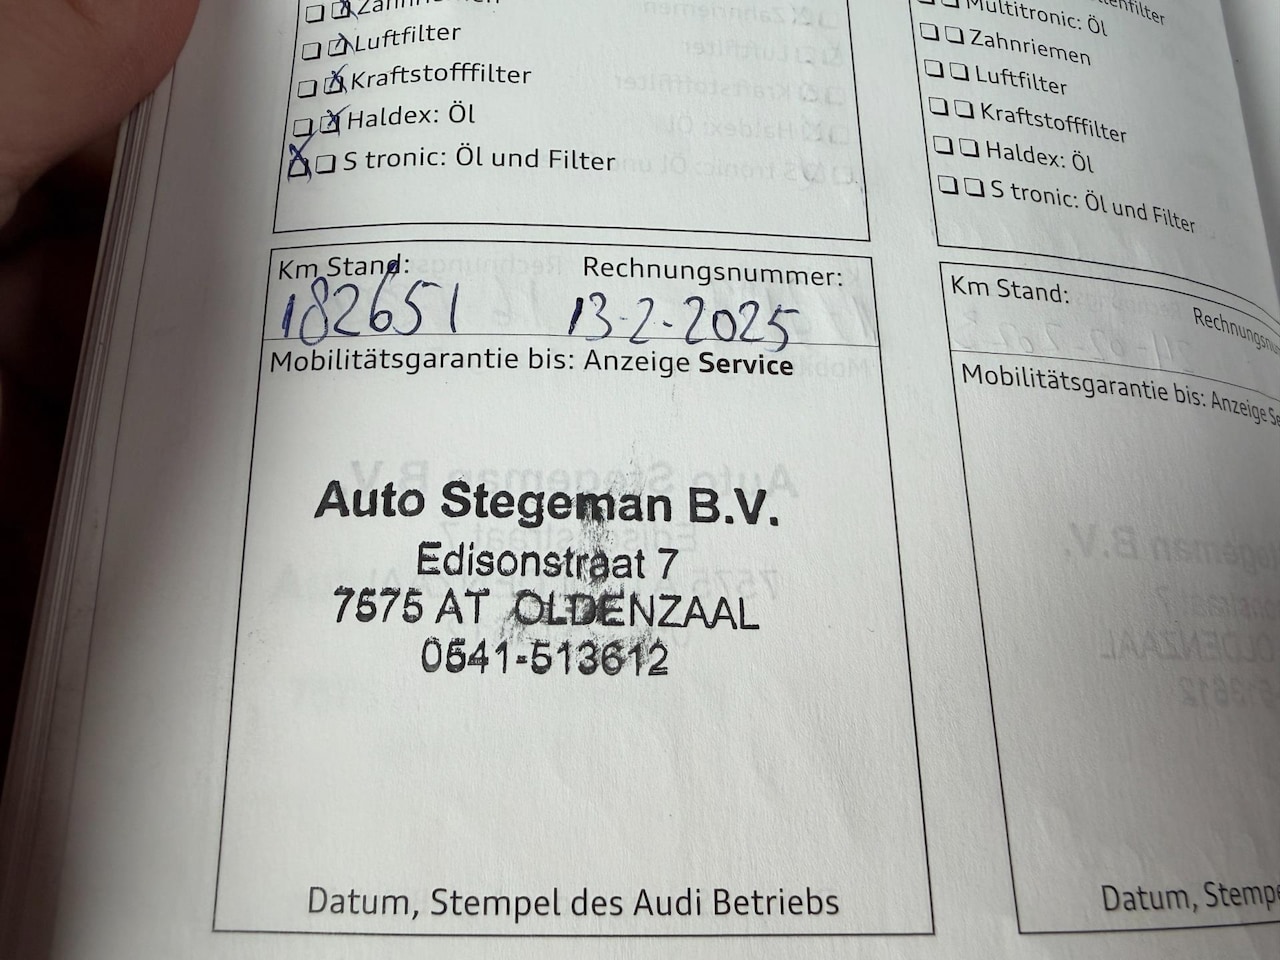 Luftfilter
Kraftstofffilter
Haldex: Öl
S tronic: Öl und Filter
Km Stand:
Rechnungsnummer:
182651
13-2-2025
Mobilitätsgarantie bis: Anzeige Service
Auto Stegeman B.V.
Edisonstraat 7
7575 AT OLDENZAAL
0541-513612
Datum, Stempel des Audi Betriebs
Multitronic: Öl
Zahnriemen
Luftfilter
Kraftstofffilter
Haldex: Öl
S tronic: Öl und Filter
Km Stand:
Mobilitätsgarantie bis: Anzeige
Datum,